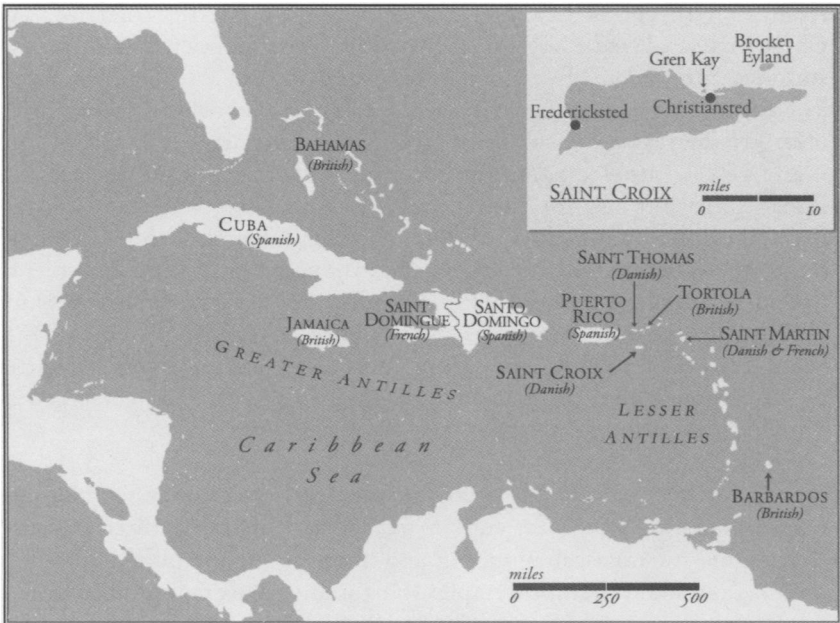 Brocken
Eyland
Gren Kay
Fredericksted
Christiansted
SAINT CROIX
miles
0 10
BAHAMAS
(British)
CUBA
(Spanish)
SAINT THOMAS
(Danish)
TORTOLA
(British)
PUERTO
RICO
(Spanish)
SAINT
DOMINGUE
(French)
SANTO
DOMINGO
(Spanish)
JAMAICA
(British)
SAINT MARTIN
(Danish & French)
SAINT CROIX
(Danish)
GREATER ANTILLES
LESSER
ANTILLES
Caribbean
Sea
BARBARDOS
(British)
miles
0 250 500